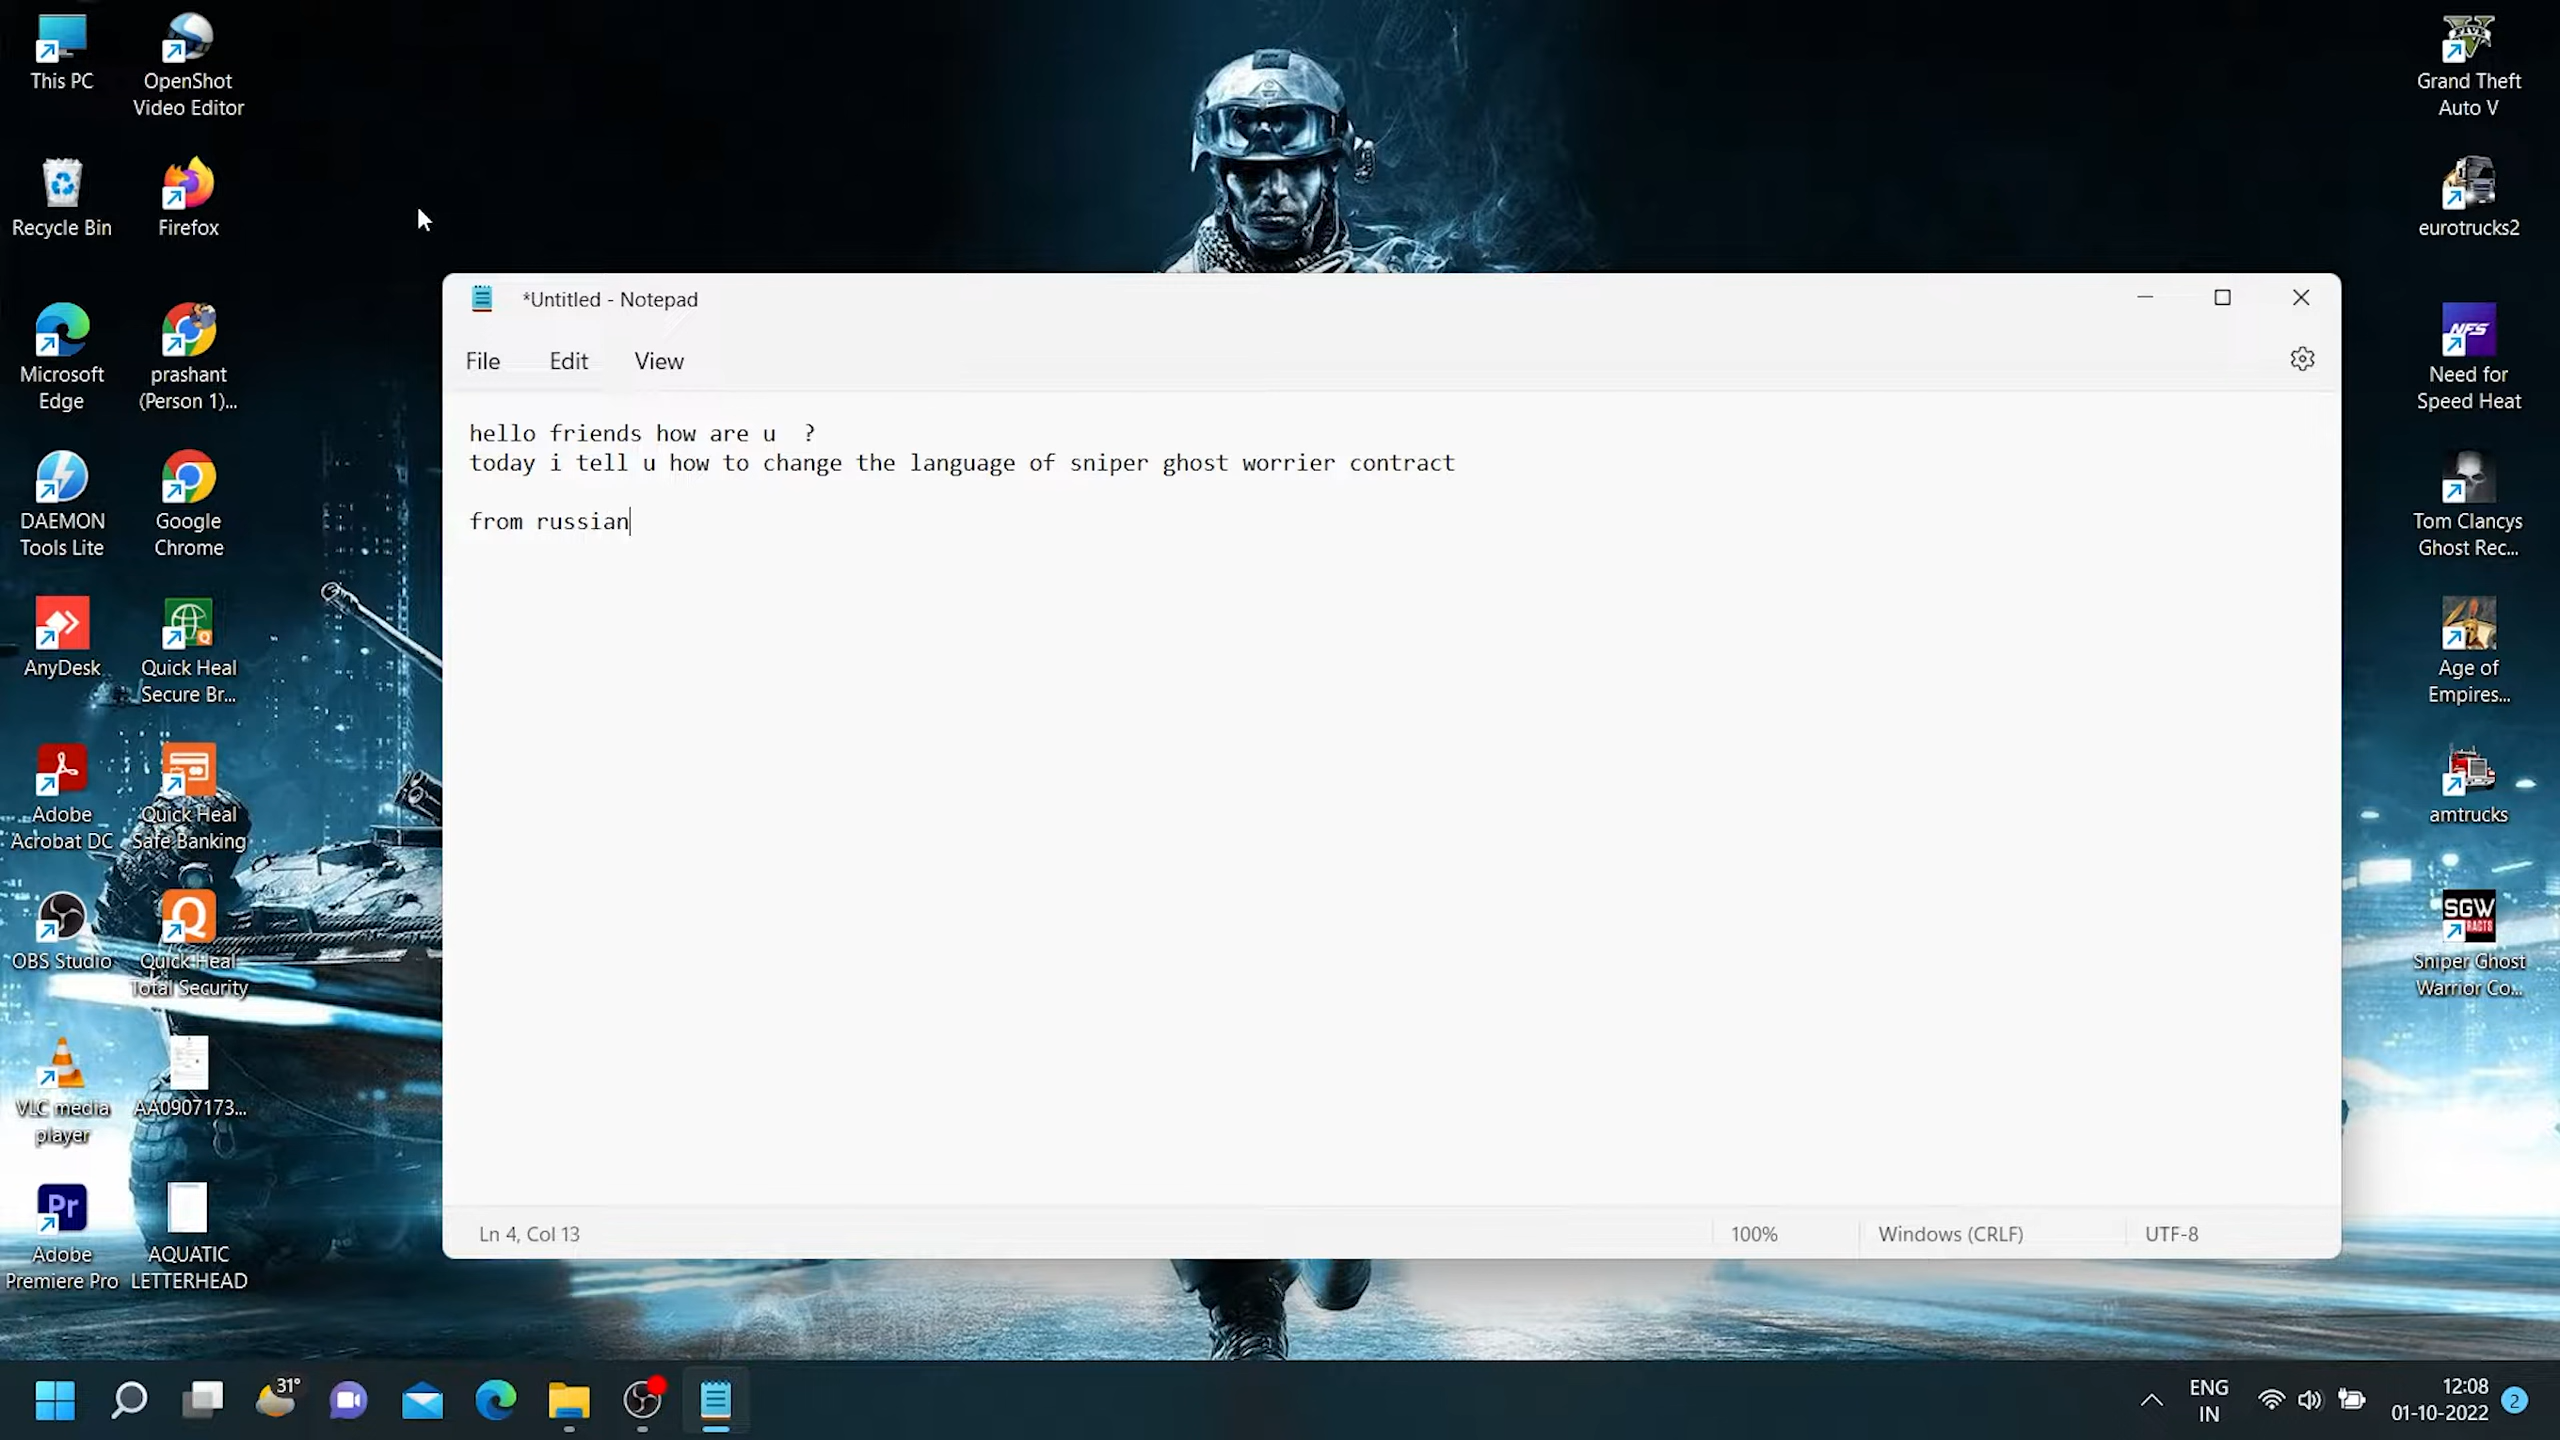 This PC
OpenShot
Video Editor
Recycle Bin
Firefox
Microsoft
Edge
prashant
(Person 1)...
DAEMON
Tools Lite
Google
Chrome
AnyDesk
Quick Heal
Secure Br...
Adobe
Acrobat DC
Quick Heal
Safe Banking
OBS Studio
Quick Heal
Total Security
VLC media
player
AA0907173...
Pr
Adobe
Premiere Pro
AQUATIC
LETTERHEAD
*Untitled - Notepad
File Edit View
hello friends how are u  ?
today i tell u how to change the language of sniper ghost worrier contract
from russian
Ln 4, Col 13
100%
Windows (CRLF)
UTF-8
V
FIVE
Grand Theft
Auto V
eurotrucks2
NFS
Need for
Speed Heat
Tom Clancys
Ghost Rec...
Age of
Empires...
amtrucks
SGW
RACTS
Sniper Ghost
Warrior Co...
31°
ENG
IN
12:08
01-10-2022
2